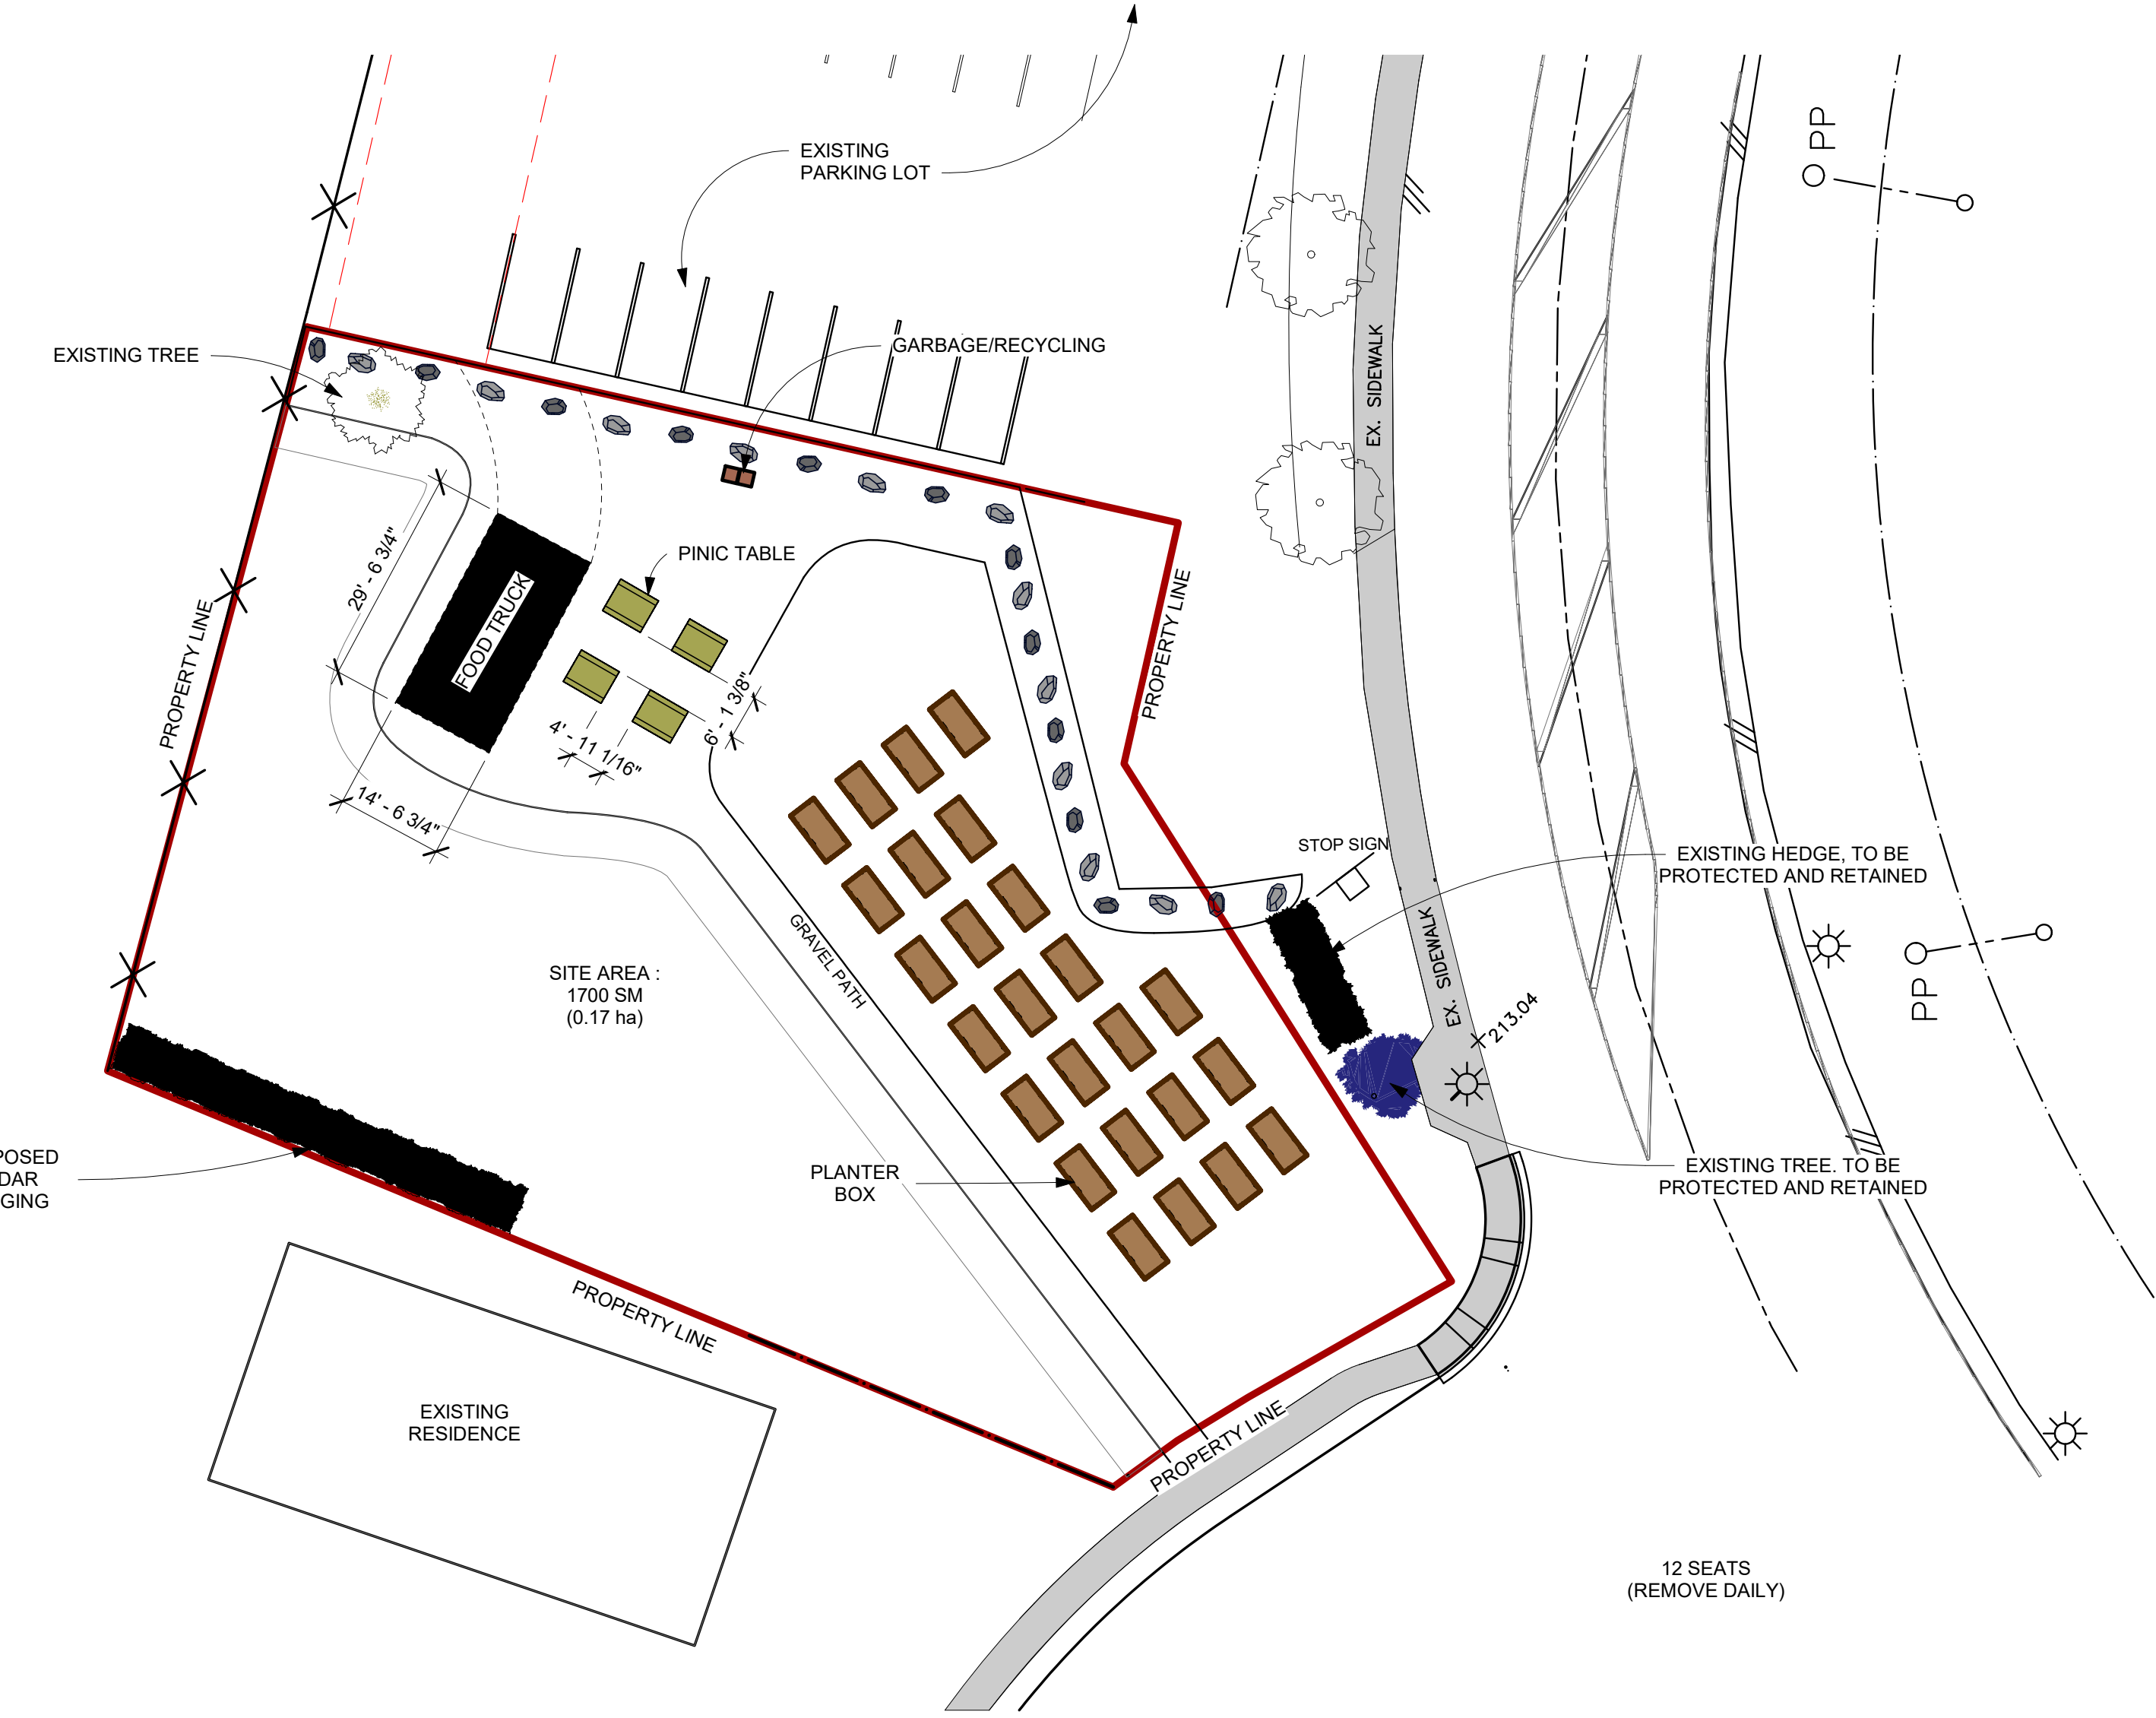 PP
EXISTING
PARKING LOT
EXISTING TREE
GARBAGE/RECYCLING
EX. SIDEWALK
29' - 6 3/4"
PINIC TABLE
FOOD TRUCK
PROPERTY LINE
PROPERTY LINE
6' - 1 3/8"
4' - 11 1/16"
14' - 6 3/4"
STOP SIGN
EXISTING HEDGE, TO BE
PROTECTED AND RETAINED
GRAVEL PATH
EX. SIDEWALK
SITE AREA :
1700 SM
(0.17 ha)
213.04
PP
POSED
DAR
GING
PLANTER
BOX
EXISTING TREE. TO BE
PROTECTED AND RETAINED
PROPERTY LINE
EXISTING
RESIDENCE
PROPERTY LINE
12 SEATS
(REMOVE DAILY)